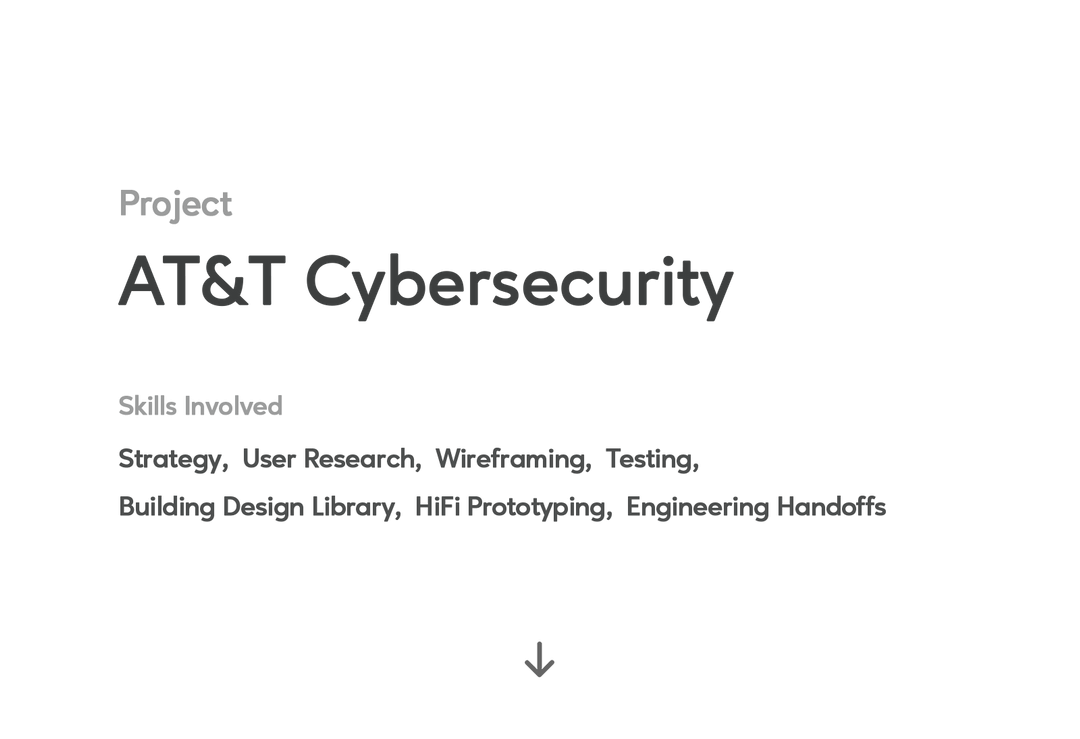 Project
AT&T Cybersecurity
Skills Involved
Strategy, User Research, Wireframing, Testing,
Building Design Library, HiFi Prototyping, Engineering Handoffs